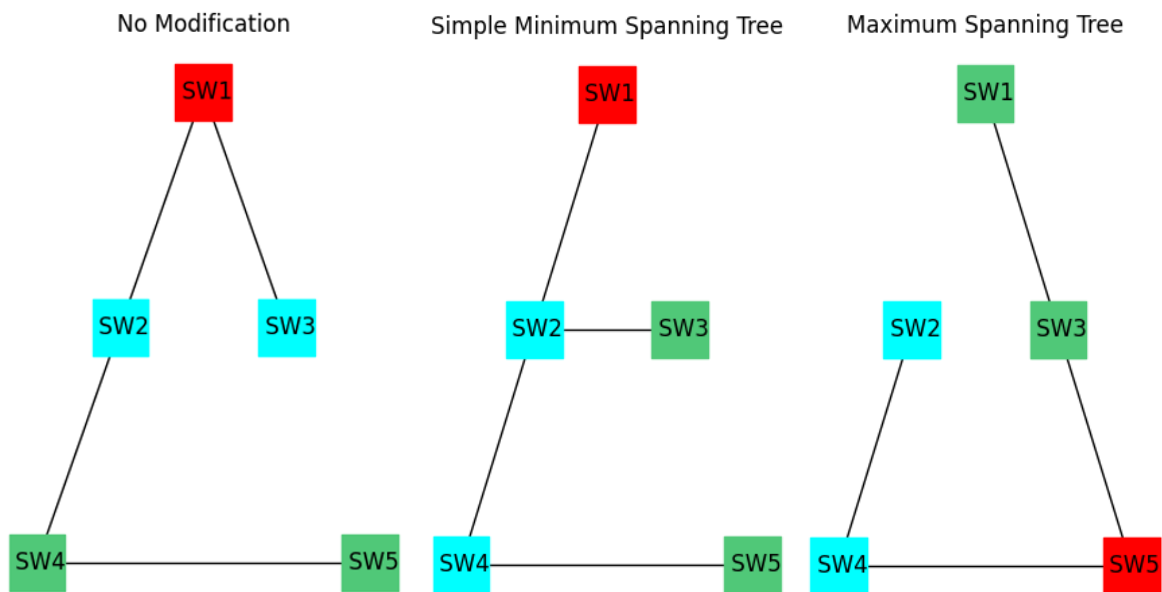 No Modification
SW1
SW2
SW3
SW4
SW5
Simple Minimum Spanning Tree
SW1
SW2
SW3
SW4
SW5
Maximum Spanning Tree
SW1
SW2
SW3
SW4
SW5